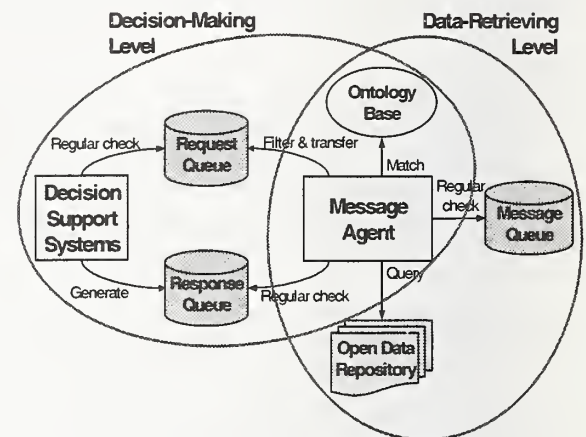 Decision-Making
Level
Data-Retrieving
Level
Ontology
Base
Regular check
Request
Queue
Filter & transfer
Match
Decision
Support
Systems
Message
Agent
Regular
check
Message
Queue
Generate
Response
Queue
Regular check
Query
Open Data
Repository